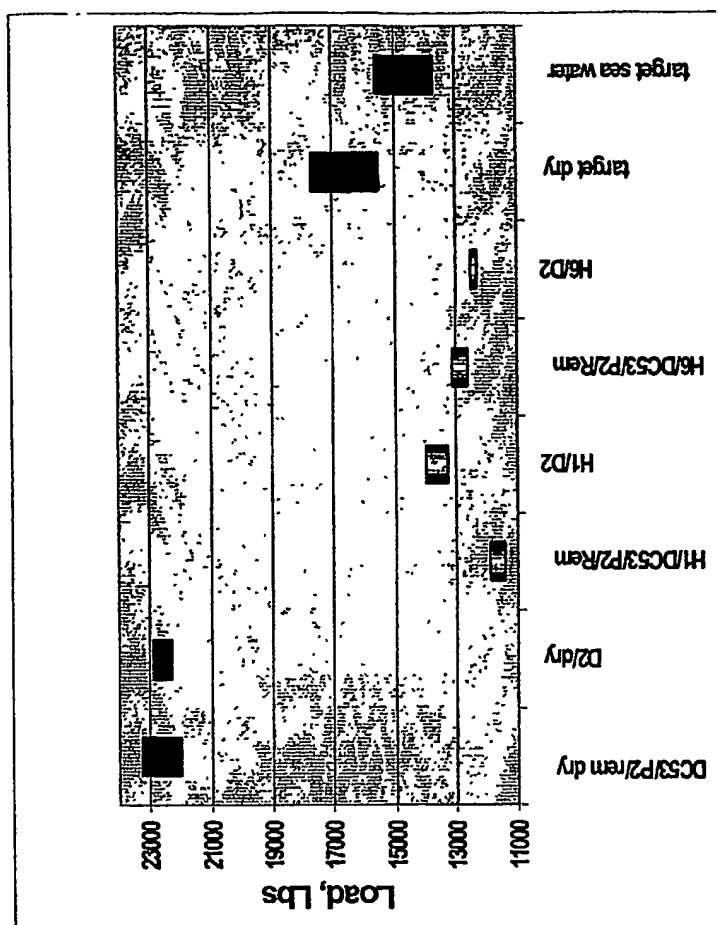 Load, Lbs
23000
21000
19000
17000
15000
13000
11000
DC53/P2/rem dry
D2/dry
H1/DC53/P2/Rem
H1/D2
H6/DC53/P2/Rem
H6/D2
target dry
target sea water